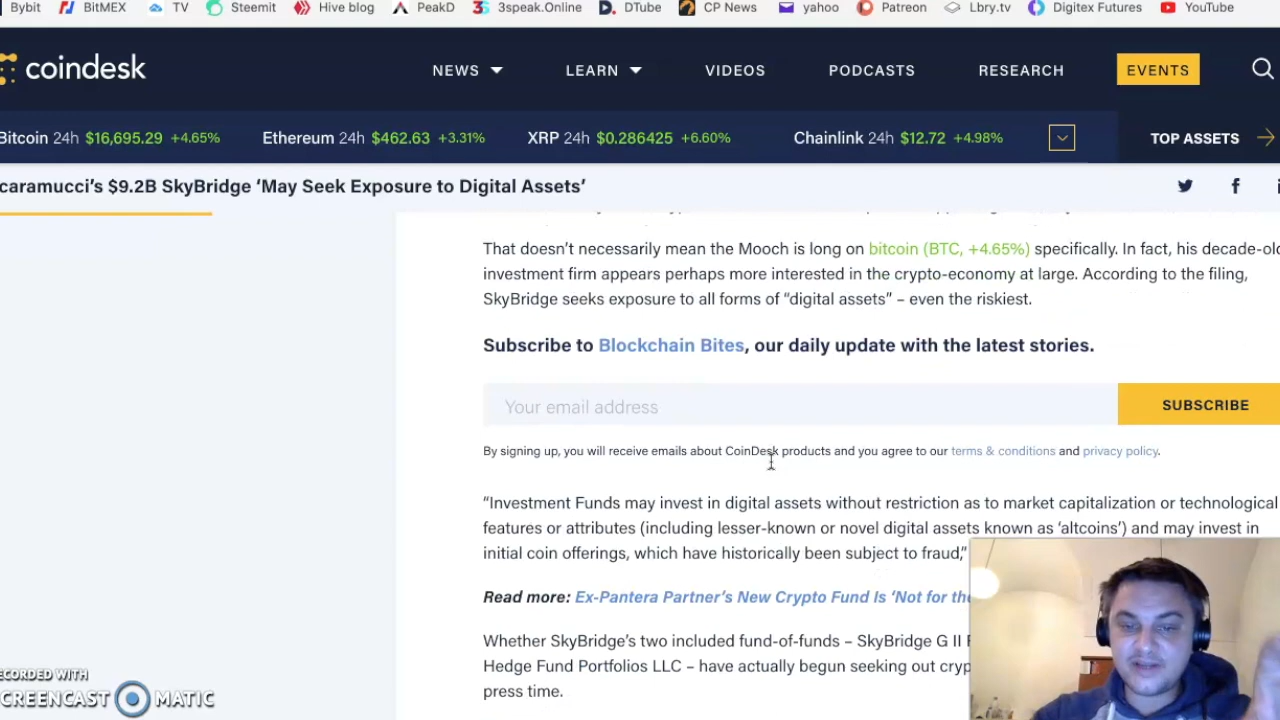 Bybit BitMEX TV Steemit Hive blog PeakD 3speak.Online DTube CP News yahoo Patreon Lbry.tv Digitex Futures YouTube
coindesk NEWS LEARN VIDEOS PODCASTS RESEARCH EVENTS
Bitcoin 24h $16,695.29 +4.65% Ethereum 24h $462.63 +3.31% XRP 24h $0.286425 +6.60% Chainlink 24h $12.72 +4.98% TOP ASSETS
caramucci's $9.2B SkyBridge ‘May Seek Exposure to Digital Assets’
That doesn’t necessarily mean the Mooch is long on bitcoin (BTC, +4.65%) specifically. In fact, his decade-ol
investment firm appears perhaps more interested in the crypto-economy at large. According to the filing,
SkyBridge seeks exposure to all forms of “digital assets” – even the riskiest.
Subscribe to Blockchain Bites, our daily update with the latest stories.
Your email address SUBSCRIBE
By signing up, you will receive emails about CoinDesk products and you agree to our terms & conditions and privacy policy.
“Investment Funds may invest in digital assets without restriction as to market capitalization or technological
features or attributes (including lesser-known or novel digital assets known as ‘altcoins’) and may invest in
initial coin offerings, which have historically been subject to fraud,”
Read more: Ex-Pantera Partner’s New Crypto Fund Is ‘Not for th
Whether SkyBridge’s two included fund-of-funds – SkyBridge G II
Hedge Fund Portfolios LLC – have actually begun seeking out cryp
press time.
ECORDED WITH
CREENCAST MATIC